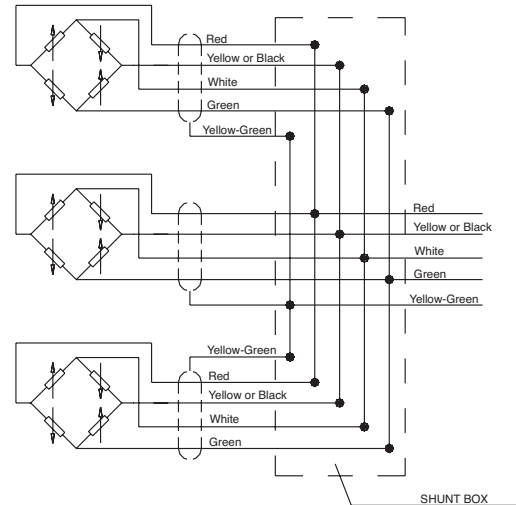 Red
Yellow or Black
White
Green
Yellow-Green
Red
Yellow or Black
White
Green
Yellow-Green
Yellow-Green
Red
Yellow or Black
White
Green
SHUNT BOX